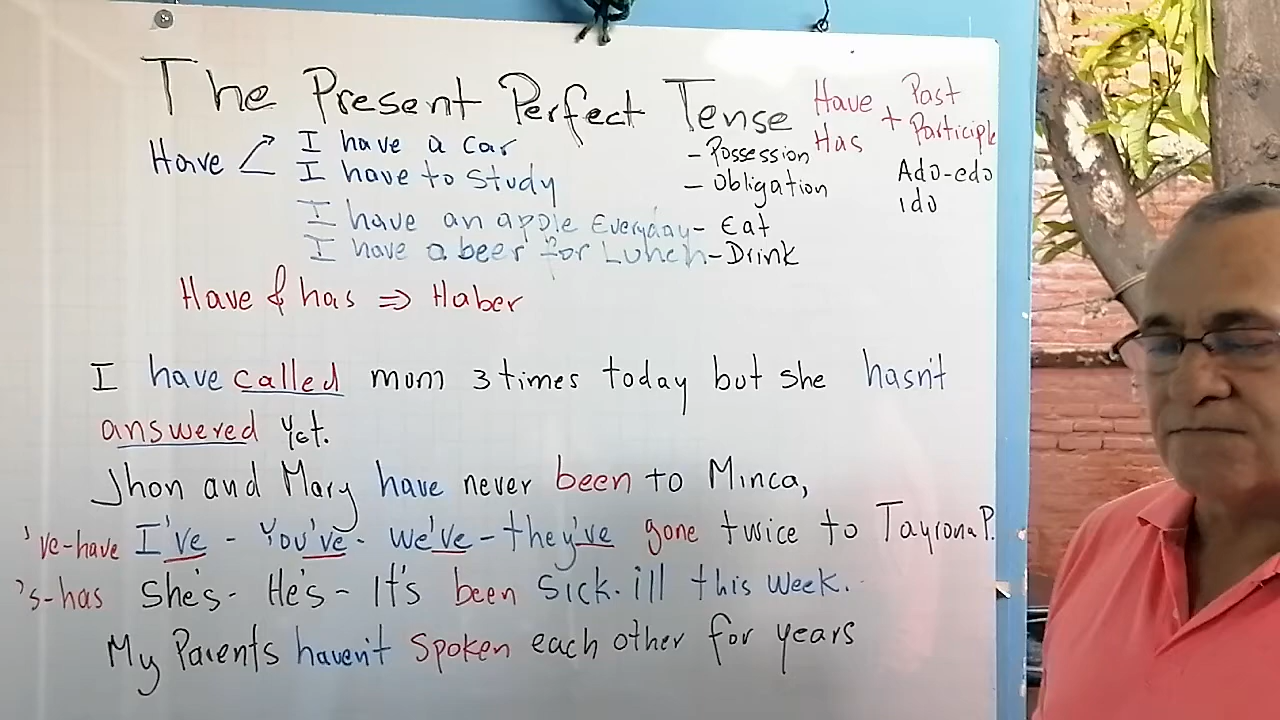 The Present Perfect Tense Have Has + Past Participle
Have I have a car - Possession
I have to study - Obligation
Ado-edo
ido
I have an apple Everyday - Eat
I have a beer for Lunch - Drink
Have & has ⇒ Haber
I have called mom 3 times today but she hasn't
answered yet.
Jhon and Mary have never been to Minca,
've-have I've - You've - we've - they've gone twice to Tayrona P.
's-has She's - He's - It's been sick. ill this week.
My Parents haven't spoken each other for years